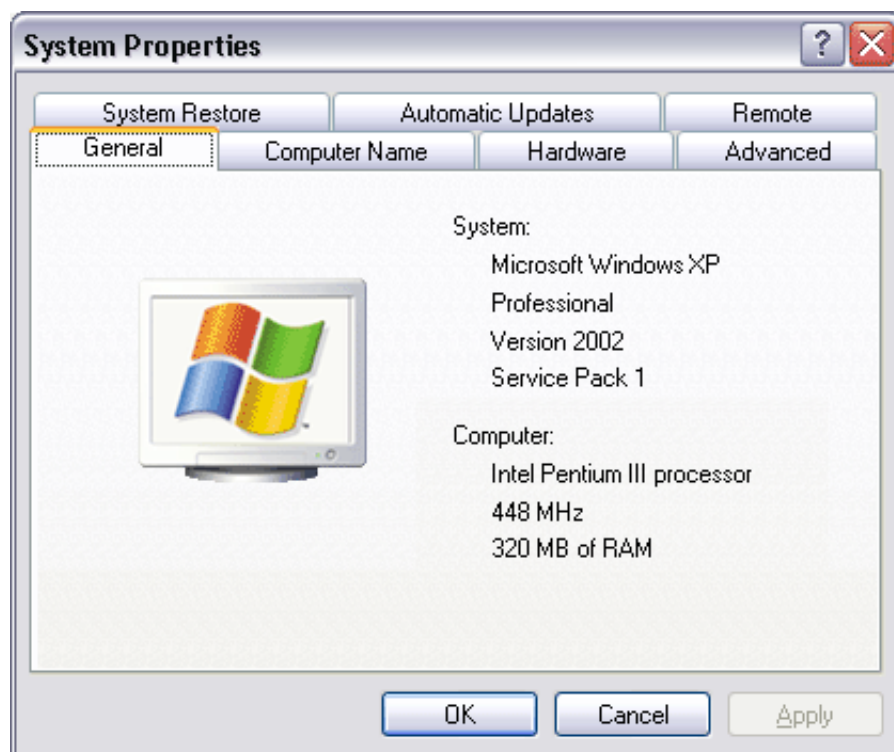 System Properties
System Restore Automatic Updates Remote
General Computer Name Hardware Advanced
System:
Microsoft Windows XP
Professional
Version 2002
Service Pack 1
Computer:
Intel Pentium III processor
448 MHz
320 MB of RAM
OK Cancel Apply